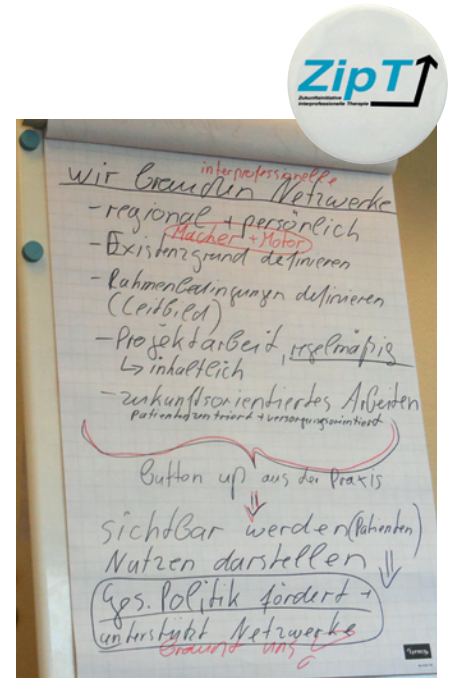 ZipT
Zukunftsinitiative
interprofessionelle Therapie
interprofessionelle
wir brauchen Netzwerke
- regional + persönlich
Macher + Motor
- Existenzgrund definieren
- Rahmenbedingungen definieren
(Leitbild)
- Projektarbeit, regelmäßig
↳ inhaltlich
- zukunftsorientiertes Arbeiten
patientenzentriert + versorgungsorientiert
Button up aus der Praxis
⇓
sichtbar werden (Patienten)
Nutzen darstellen ⇓
Ges. Politik fördert +
unterstützt Netzwerke
braucht uns